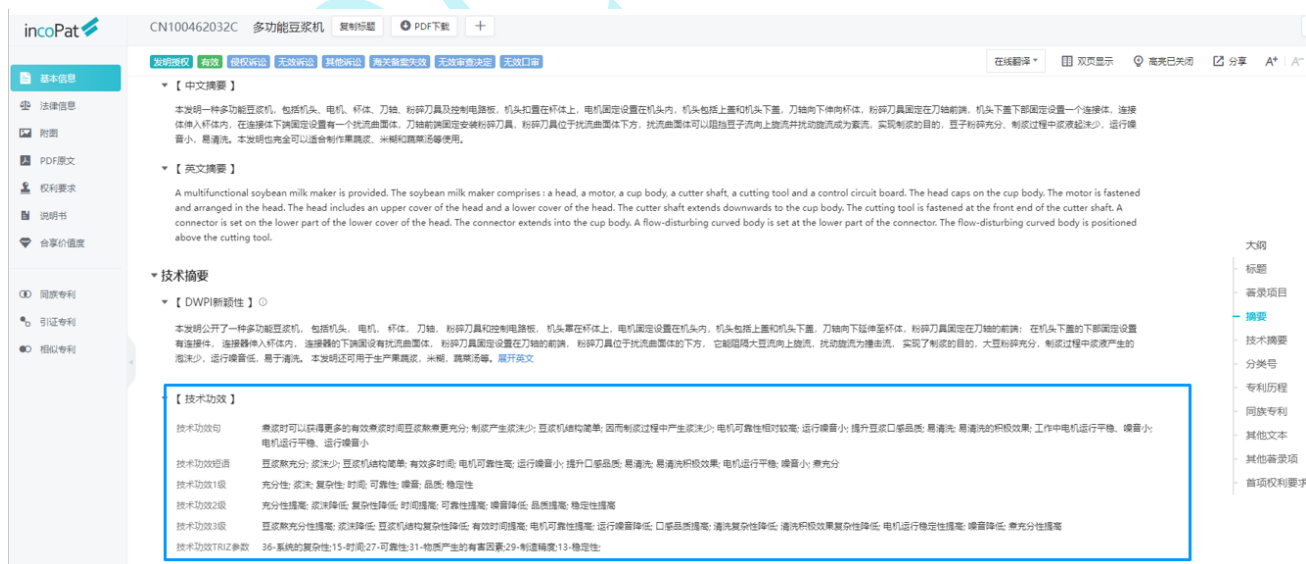 incoPat
CN100462032C 多功能豆浆机 复制标题 PDF下载 +
发明授权 有效 侵权诉讼 无效诉讼 其他诉讼 海关备案失效 无效审查决定 无效口审
在线翻译 双页显示 高亮已关闭 分享 A+ A-
基本信息
法律信息
附图
PDF原文
权利要求
说明书
合享价值度
同族专利
引证专利
相似专利
【 中文摘要 】
本发明一种多功能豆浆机，包括机头、电机、杯体、刀轴、粉碎刀具及控制电路板，机头扣置在杯体上，电机固定设置在机头内，机头包括上盖和机头下盖，刀轴向下伸向杯体，粉碎刀具固定在刀轴前端，机头下盖下部固定设置一个连接体，连接
体伸入杯体内，在连接体下端固定设置有一个扰流曲面体，刀轴前端固定安装粉碎刀具，粉碎刀具位于扰流曲面体下方，扰流曲面体可以阻挡豆子流向上旋流并扰动旋流成为紊流，实现制浆的目的，豆子粉碎充分、制浆过程中浆液起沫少，运行噪
音小、易清洗。本发明也完全可以适合制作果蔬浆、米糊和蔬菜汤等使用。
【 英文摘要 】
A multifunctional soybean milk maker is provided. The soybean milk maker comprises : a head, a motor, a cup body, a cutter shaft, a cutting tool and a control circuit board. The head caps on the cup body. The motor is fastened
and arranged in the head. The head includes an upper cover of the head and a lower cover of the head. The cutter shaft extends downwards to the cup body. The cutting tool is fastened at the front end of the cutter shaft. A
connector is set on the lower part of the lower cover of the head. The connector extends into the cup body. A flow-disturbing curved body is set at the lower part of the connector. The flow-disturbing curved body is positioned
above the cutting tool.
技术摘要
【 DWPI新颖性 】
本发明公开了一种多功能豆浆机， 包括机头， 电机， 杯体， 刀轴， 粉碎刀具和控制电路板， 机头罩在杯体上，电机固定设置在机头内，机头包括上盖和机头下盖，刀轴向下延伸至杯体，粉碎刀具固定在刀轴的前端； 在机头下盖的下部固定设置
有连接件， 连接器伸入杯体内， 连接器的下端固设有扰流曲面体， 粉碎刀具固定设置在刀轴的前端， 粉碎刀具位于扰流曲面体的下方， 它能阻隔大豆流向上旋流，扰动旋流为撞击流， 实现了制浆的目的，大豆粉碎充分，制浆过程中浆液产生的
泡沫少，运行噪音低，易于清洗。 本发明还可用于生产果蔬浆，米糊，蔬菜汤等。展开英文
【 技术功效 】
技术功效句 煮浆时可以获得更多的有效煮浆时间豆浆熬煮更充分; 制浆产生浆沫少; 豆浆机结构简单; 因而制浆过程中产生浆沫少; 电机可靠性相对较高; 运行噪音小; 提升豆浆口感品质; 易清洗; 易清洗的积极效果; 工作中电机运行平稳、噪音小;
电机运行平稳、运行噪音小
技术功效短语 豆浆熬充分; 浆沫少; 豆浆机结构简单; 有效多时间; 电机可靠性高; 运行噪音小; 提升口感品质; 易清洗; 易清洗积极效果; 电机运行平稳; 噪音小; 煮充分
技术功效1级 充分性; 浆沫; 复杂性; 时间; 可靠性; 噪音; 品质; 稳定性
技术功效2级 充分性提高; 浆沫降低; 复杂性降低; 时间提高; 可靠性提高; 噪音降低; 品质提高; 稳定性提高
技术功效3级 豆浆熬充分性提高; 浆沫降低; 豆浆机结构复杂性降低; 有效时间提高; 电机可靠性提高; 运行噪音降低; 口感品质提高; 清洗复杂性降低; 清洗积极效果复杂性降低; 电机运行稳定性提高; 噪音降低; 煮充分性提高
技术功效TRIZ参数 36-系统的复杂性;15-时间;27-可靠性;31-物质产生的有害因素;29-制造精度;13-稳定性;
大纲
标题
著录项目
摘要
技术摘要
分类号
专利历程
同族专利
其他文本
其他著录项
首项权利要求